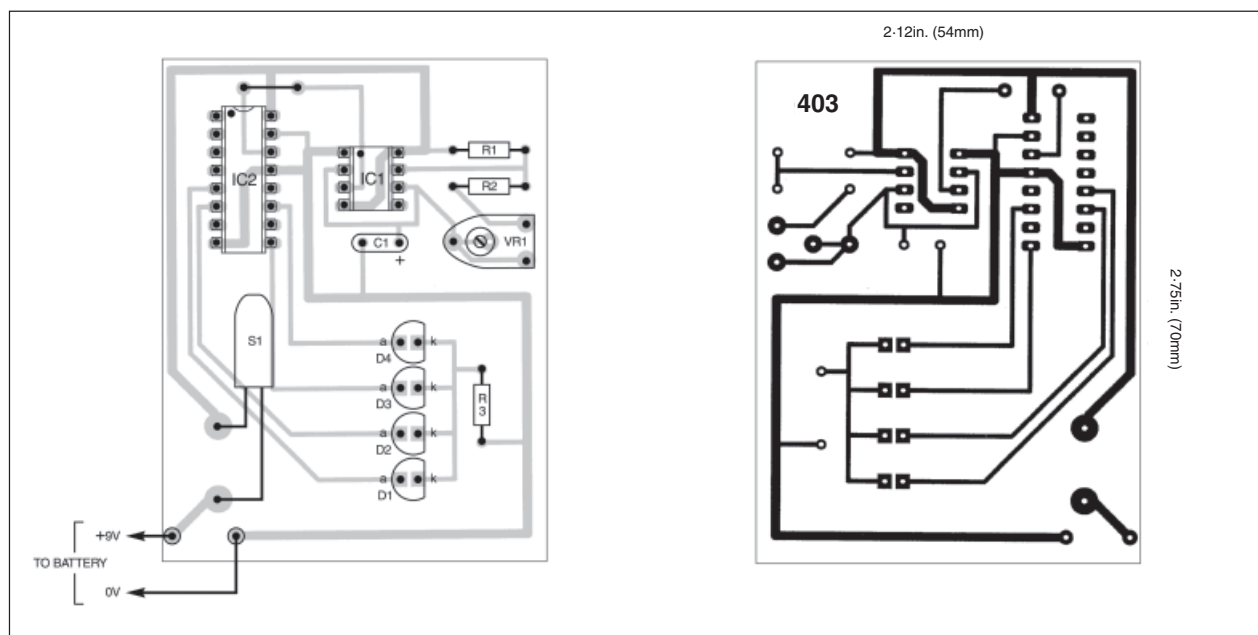 2·12in. (54mm)
403
IC2
IC1
R1
R2
C1
+
VR1
S1
a
k
D4
a
k
D3
R
3
a
k
D2
a
k
D1
+9V
TO BATTERY
0V
2·75in. (70mm)